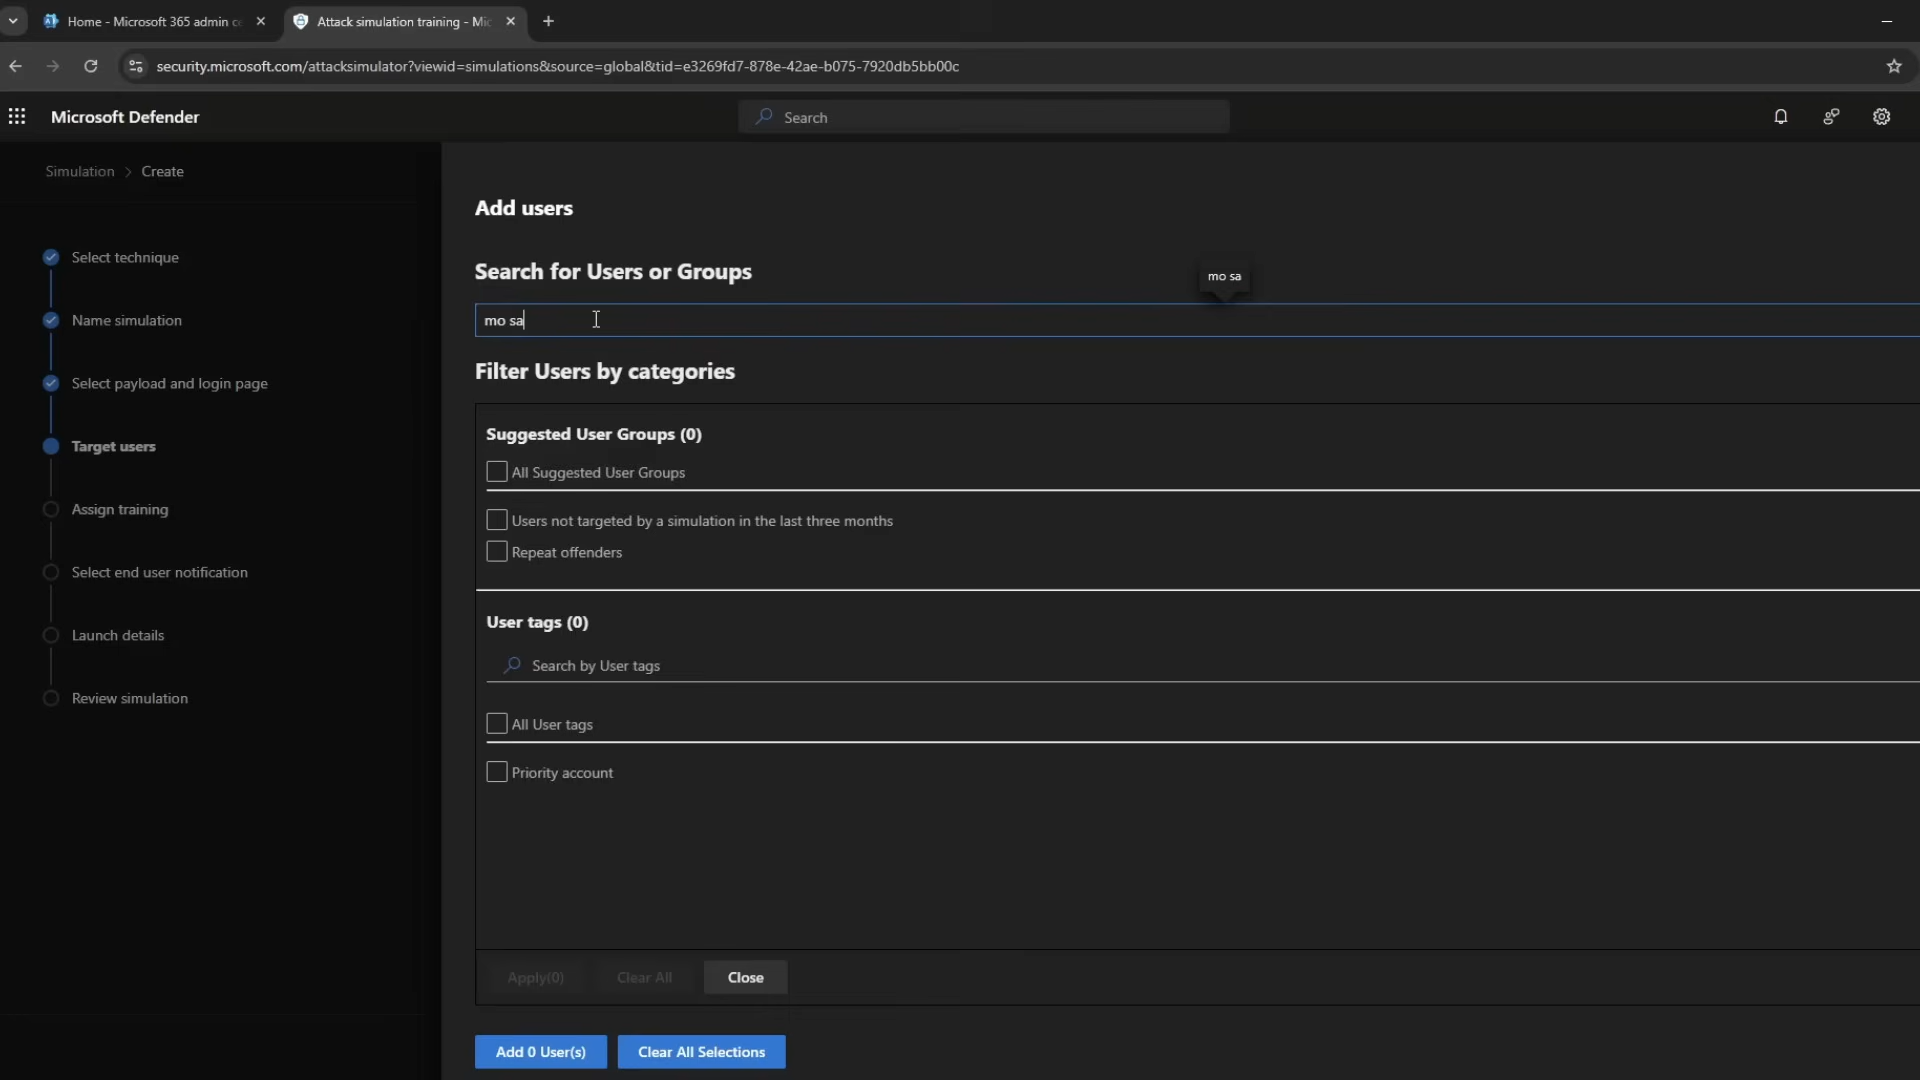 Home - Microsoft 365 admin ce
Attack simulation training - Mic
security.microsoft.com/attacksimulator?viewid=simulations&source=global&tid=e3269fd7-878e-42ae-b075-7920db5bb00c
Microsoft Defender
Search
Simulation > Create
Select technique
Name simulation
Select payload and login page
Target users
Assign training
Select end user notification
Launch details
Review simulation
Add users
Search for Users or Groups
mo sa
mo sa
Filter Users by categories
Suggested User Groups (0)
All Suggested User Groups
Users not targeted by a simulation in the last three months
Repeat offenders
User tags (0)
Search by User tags
All User tags
Priority account
Apply(0) Clear All Close
Add 0 User(s) Clear All Selections